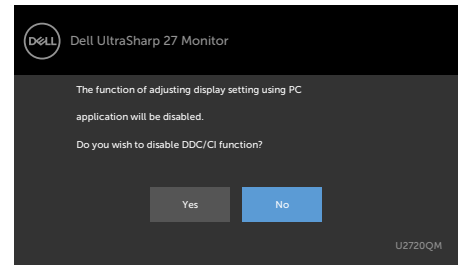 DELL
Dell UltraSharp 27 Monitor
The function of adjusting display setting using PC
application will be disabled.
Do you wish to disable DDC/CI function?
Yes
No
U2720QM